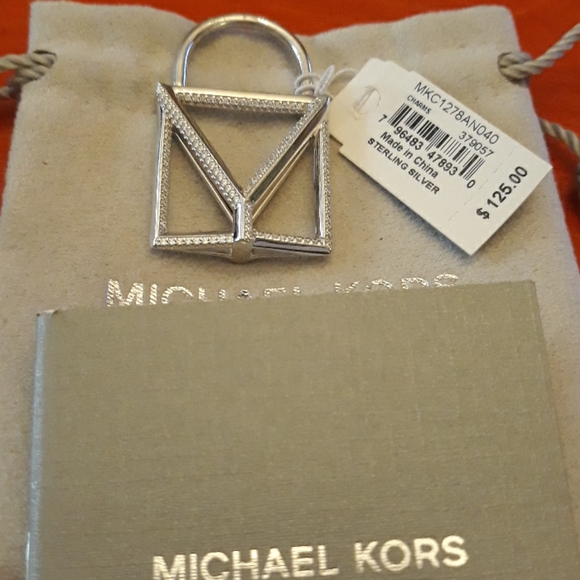 MKC1278AN040
CHARMS 379057
7 96483 47893 0
Made in China
STERLING SILVER
$125.00
MICHAEL KORS
MICHAEL KORS